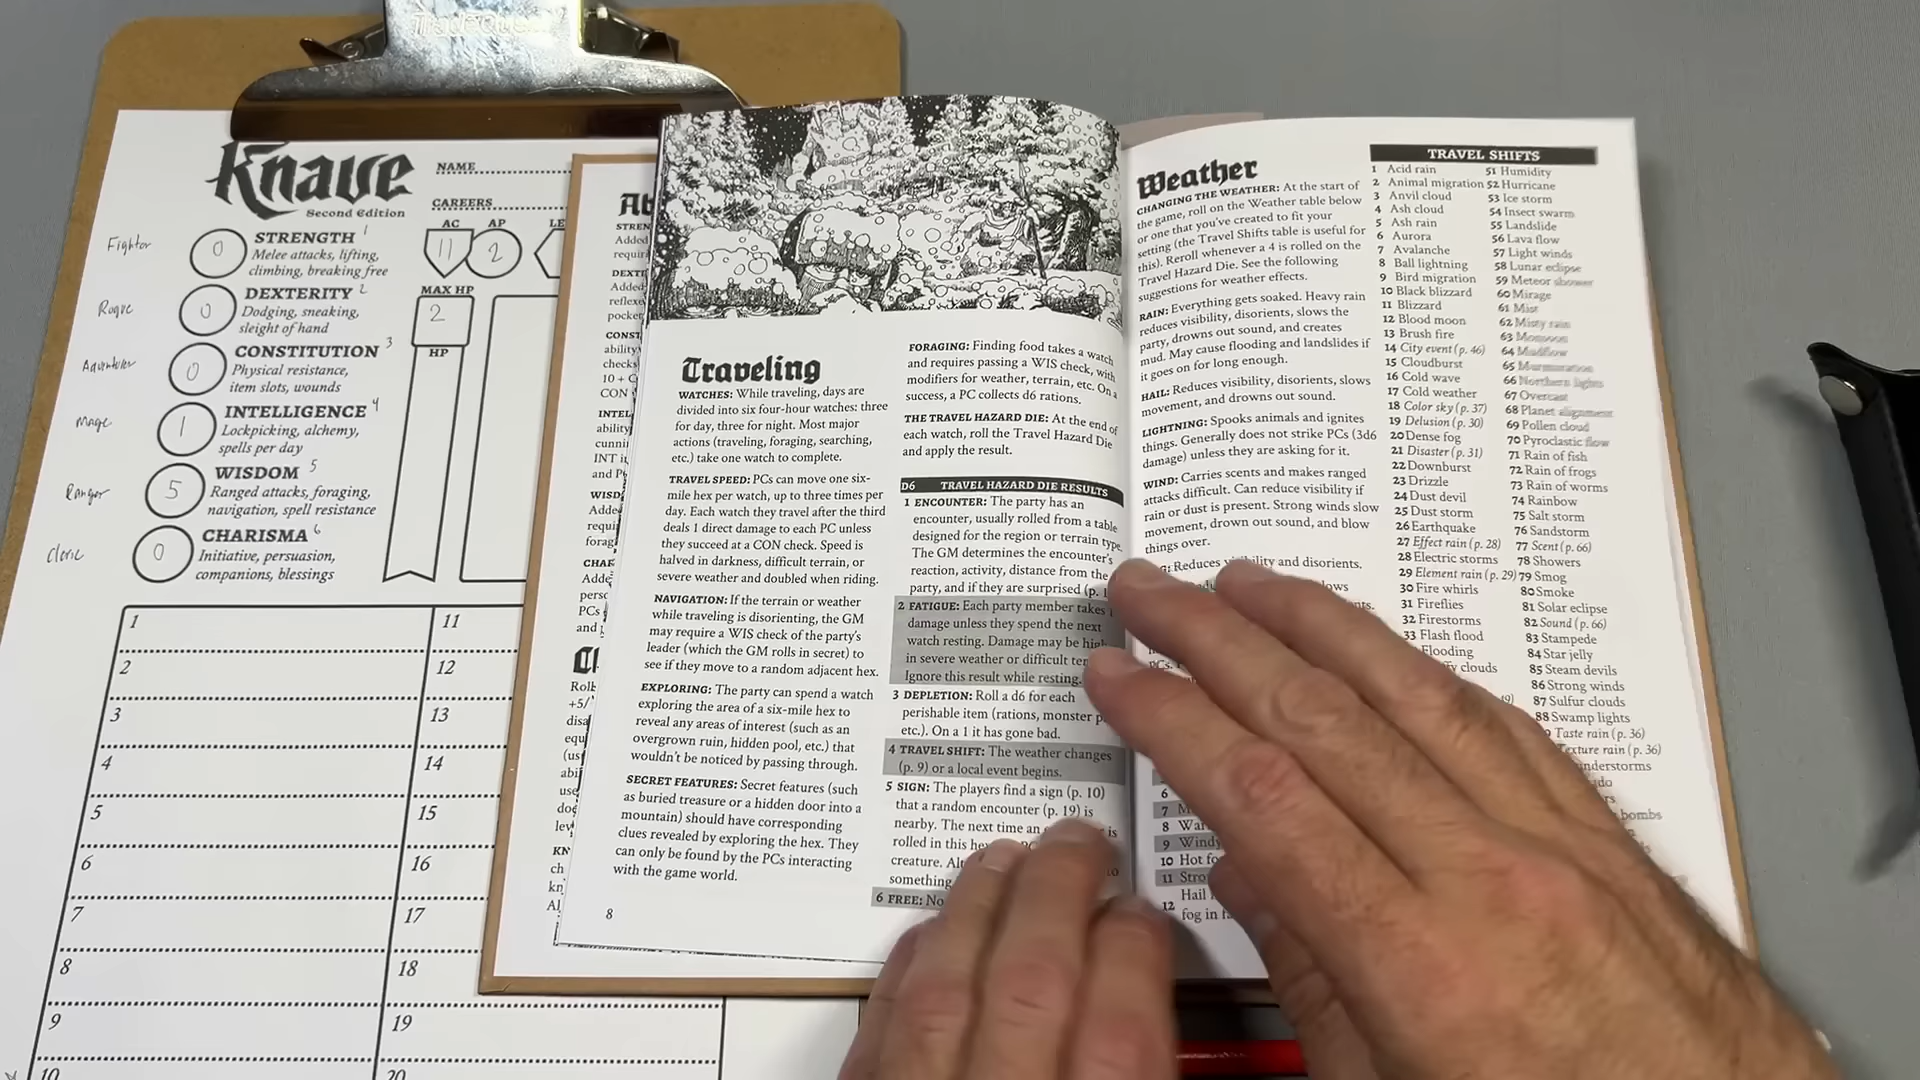 Knave
Second Edition
NAME
CAREERS
AC
AP
11
2
MAX HP
2
HP
Fighter
0
STRENGTH 1
Melee attacks, lifting,
climbing, breaking free
Rogue
0
DEXTERITY 2
Dodging, sneaking,
sleight of hand
0
CONSTITUTION 3
Physical resistance,
item slots, wounds
Mage
1
INTELLIGENCE 4
Lockpicking, alchemy,
spells per day
Ranger
5
WISDOM 5
Ranged attacks, foraging,
navigation, spell resistance
Cleric
0
CHARISMA 6
Initiative, persuasion,
companions, blessings
1
2
3
4
5
6
7
8
9
10
11
12
13
14
15
16
17
18
19
20
Traveling
WATCHES: While traveling, days are
divided into six four-hour watches: three
for day, three for night. Most major
actions (traveling, foraging, searching,
etc.) take one watch to complete.
TRAVEL SPEED: PCs can move one six-
mile hex per watch, up to three times per
day. Each watch they travel after the third
deals 1 direct damage to each PC unless
they succeed at a CON check. Speed is
halved in darkness, difficult terrain, or
severe weather and doubled when riding.
NAVIGATION: If the terrain or weather
while traveling is disorienting, the GM
may require a WIS check of the party's
leader (which the GM rolls in secret) to
see if they move to a random adjacent hex.
EXPLORING: The party can spend a watch
exploring the area of a six-mile hex to
reveal any areas of interest (such as an
overgrown ruin, hidden pool, etc.) that
wouldn't be noticed by passing through.
SECRET FEATURES: Secret features (such
as buried treasure or a hidden door into a
mountain) should have corresponding
clues revealed by exploring the hex. They
can only be found by the PCs interacting
with the game world.
8
FORAGING: Finding food takes a watch
and requires passing a WIS check, with
modifiers for weather, terrain, etc. On a
success, a PC collects d6 rations.
THE TRAVEL HAZARD DIE: At the end of
each watch, roll the Travel Hazard Die
and apply the result.
D6 TRAVEL HAZARD DIE RESULTS
1 ENCOUNTER: The party has an
encounter, usually rolled from a table
designed for the region or terrain type.
The GM determines the encounter's
reaction, activity, distance from the
party, and if they are surprised (p.
2 FATIGUE: Each party member takes
damage unless they spend the next
watch resting. Damage may be
in severe weather or difficult
Ignore this result while resting.
3 DEPLETION: Roll a d6 for each
perishable item (rations, monster
etc.). On a 1 it has gone bad.
4 TRAVEL SHIFT: The weather changes
(p. 9) or a local event begins.
5 SIGN: The players find a sign (p. 10)
that a random encounter (p. 19) is
nearby. The next time an is
rolled in this
creature.
something
6 FREE:
Weather
CHANGING THE WEATHER: At the start of
the game, roll on the Weather table below
or one that you've created to fit your
setting (the Travel Shifts table is useful for
this). Reroll whenever a 4 is rolled on the
Travel Hazard Die. See the following
suggestions for weather effects.
RAIN: Everything gets soaked. Heavy rain
reduces visibility, disorients, slows the
party, drowns out sound, and creates
mud. May cause flooding and landslides if
it goes on for long enough.
HAIL: Reduces visibility, disorients, slows
movement, and drowns out sound.
LIGHTNING: Spooks animals and ignites
things. Generally does not strike PCs (3d6
damage) unless they are asking for it.
WIND: Carries scents and makes ranged
attacks difficult. Can reduce visibility if
rain or dust is present. Strong winds slow
movement, drown out sound, and blow
things over.
Reduces visibility and disorients.
6
7
8
9 Windy
10 Hot
11
Hail
12
fog in
TRAVEL SHIFTS
1 Acid rain
2 Animal migration
3 Anvil cloud
4 Ash cloud
5 Ash rain
6 Aurora
7 Avalanche
8 Ball lightning
9 Bird migration
10 Black blizzard
11 Blizzard
12 Blood moon
13 Brush fire
14 City event (p. 46)
15 Cloudburst
16 Cold wave
17 Cold weather
18 Color sky (p. 37)
19 Delusion (p. 30)
20 Dense fog
21 Disaster (p. 31)
22 Downburst
23 Drizzle
24 Dust devil
25 Dust storm
26 Earthquake
27 Effect rain (p. 28)
28 Electric storms
29 Element rain (p. 29)
30 Fire whirls
31 Fireflies
32 Firestorms
33 Flash flood
Flooding
clouds
51 Humidity
52 Hurricane
53 Ice storm
54 Insect swarm
55 Landslide
56 Lava flow
57 Light winds
58 Lunar eclipse
59 Meteor shower
60 Mirage
61 Mist
62 Misty rain
63 Monsoon
64 Mudflow
65 Murmuration
66 Northern lights
67 Overcast
68 Planet alignment
69 Pollen cloud
70 Pyroclastic flow
71 Rain of fish
72 Rain of frogs
73 Rain of worms
74 Rainbow
75 Salt storm
76 Sandstorm
77 Scent (p. 66)
78 Showers
79 Smog
80 Smoke
81 Solar eclipse
82 Sound (p. 66)
83 Stampede
84 Star jelly
85 Steam devils
86 Strong winds
87 Sulfur clouds
88 Swamp lights
Taste rain (p. 36)
Texture rain (p. 36)
bombs